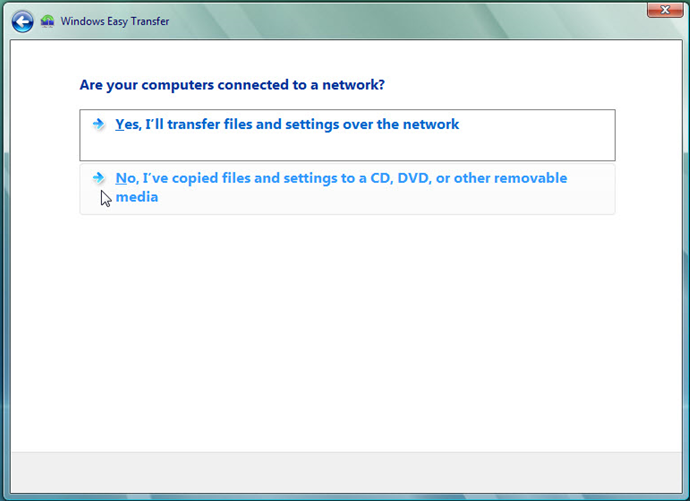 Windows Easy Transfer
Are your computers connected to a network?
Yes, I'll transfer files and settings over the network
No, I've copied files and settings to a CD, DVD, or other removable
media